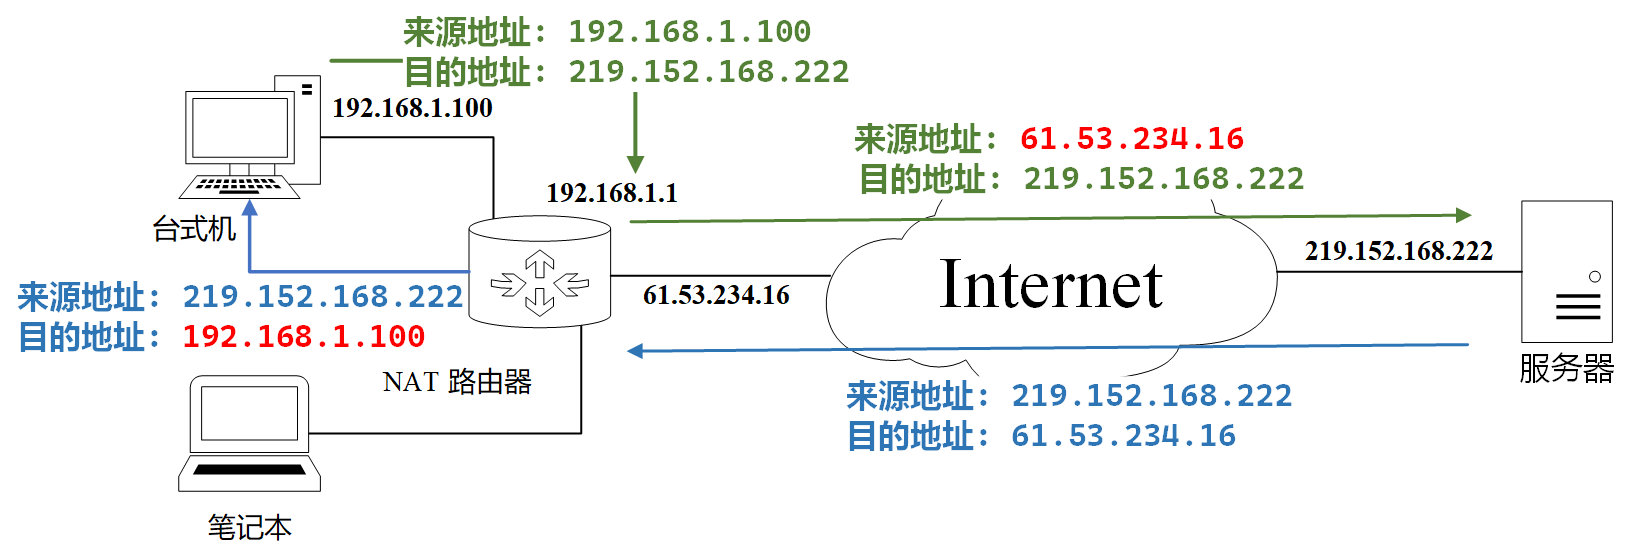 来源地址: 192.168.1.100
目的地址: 219.152.168.222
192.168.1.100
来源地址: 61.53.234.16
目的地址: 219.152.168.222
192.168.1.1
台式机
219.152.168.222
Internet
61.53.234.16
来源地址: 219.152.168.222
目的地址: 192.168.1.100
NAT 路由器
服务器
来源地址: 219.152.168.222
目的地址: 61.53.234.16
笔记本